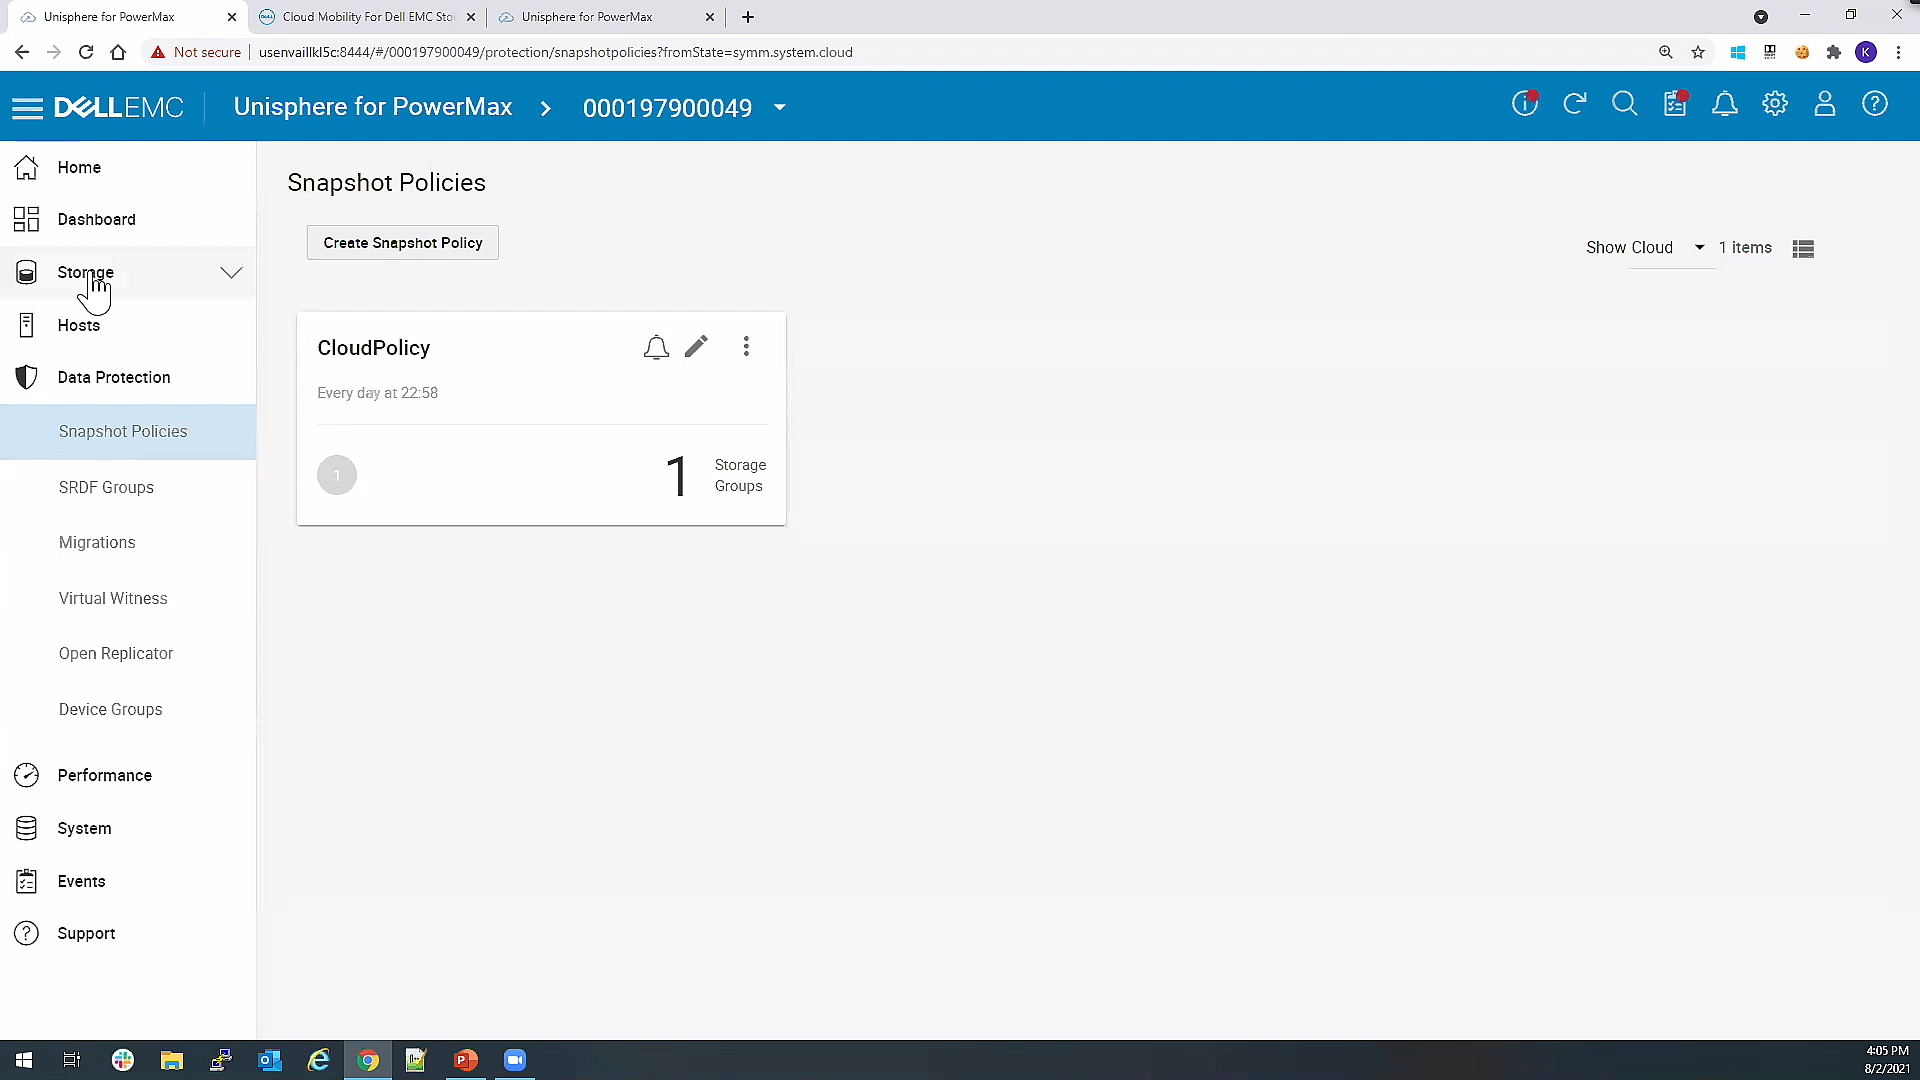 Unisphere for PowerMax
Cloud Mobility For Dell EMC Sto
Unisphere for PowerMax
Not secure
usenvaillkl5c:8444/#/000197900049/protection/snapshotpolicies?fromState=symm.system.cloud
K
DELLEMC
Unisphere for PowerMax
000197900049
Home
Dashboard
Storage
Hosts
Data Protection
Snapshot Policies
SRDF Groups
Migrations
Virtual Witness
Open Replicator
Device Groups
Performance
System
Events
Support
Snapshot Policies
Create Snapshot Policy
Show Cloud
1 items
CloudPolicy
Every day at 22:58
1
1
Storage
Groups
4:05 PM
8/2/2021